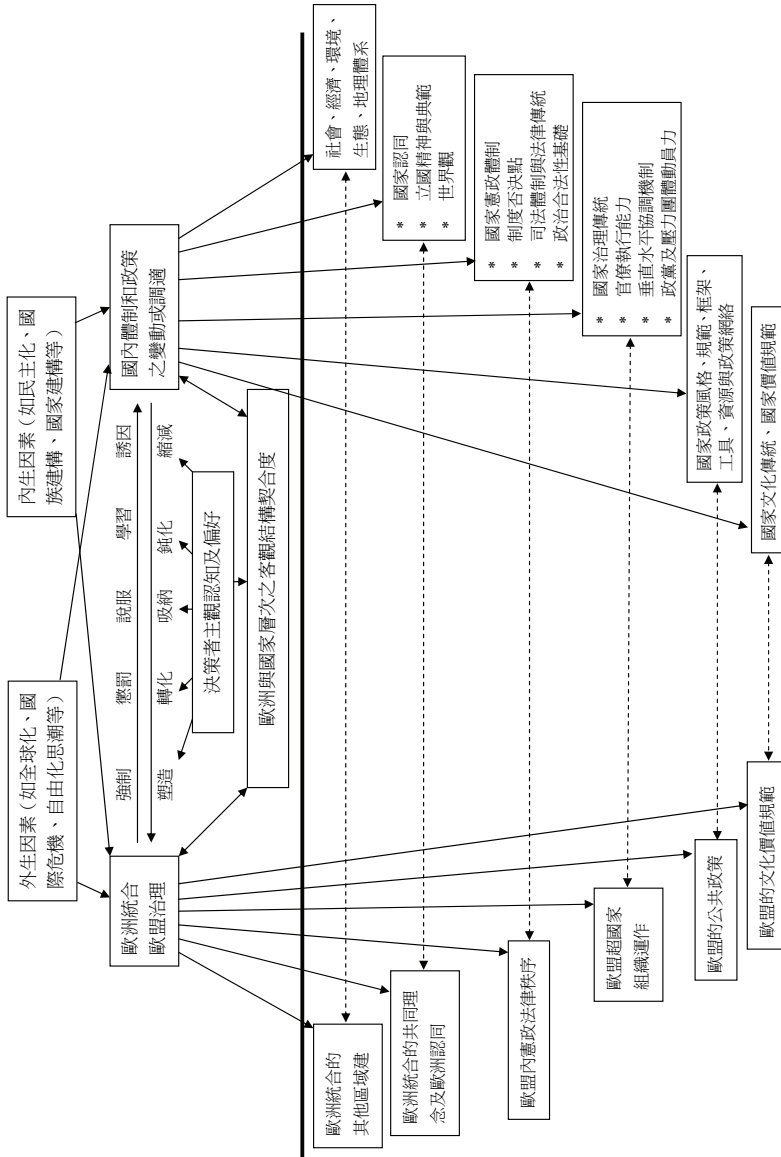 外生因素（如全球化、國
際危機、自由化思潮等）
內生因素（如民主化、國
族建構、國家建構等）
歐洲統合
歐盟治理
強制 懲罰 說服 學習 誘因
塑造 轉化 吸納 鈍化 縮減
國內體制和政策
之變動或調適
決策者主觀認知及偏好
歐洲與國家層次之客觀結構契合度
歐洲統合的
其他區域建
社會、經濟、環境、
生態、地理體系
歐洲統合的共同理
念及歐洲認同
* 國家認同
* 立國精神與典範
* 世界觀
歐盟內憲政法律秩序
* 國家憲政體制
* 制度否決點
* 司法體制與法律傳統
* 政治合法性基礎
歐盟超國家
組織運作
* 國家治理傳統
* 官僚執行能力
* 垂直水平協調機制
* 政黨及壓力團體動員力
歐盟的公共政策
國家政策風格、規範、框架、
工具、資源與政策網絡
歐盟的文化價值規範
國家文化傳統、國家價值規範